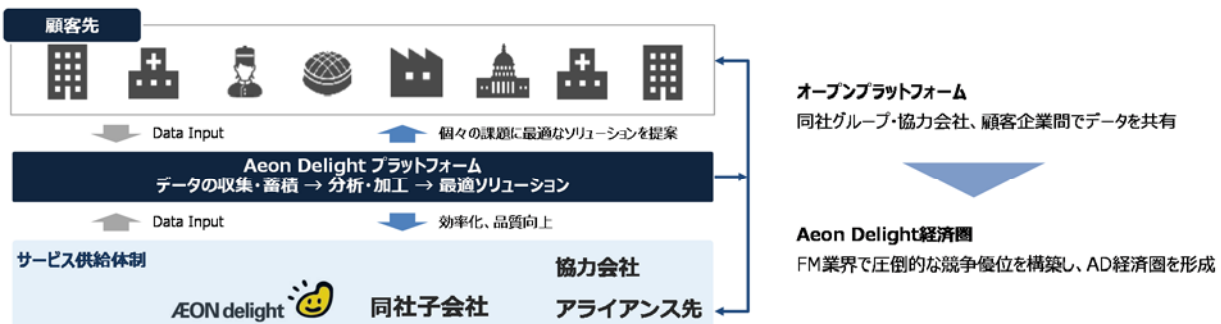 顧客先
Data Input
個々の課題に最適なソリューションを提案
Aeon Delight プラットフォーム
データの収集・蓄積 → 分析・加工 → 最適ソリューション
Data Input
効率化、品質向上
サービス供給体制
ÆON delight
同社子会社
協力会社
アライアンス先
オープンプラットフォーム
同社グループ・協力会社、顧客企業間でデータを共有
Aeon Delight経済圏
FM業界で圧倒的な競争優位を構築し、AD経済圏を形成